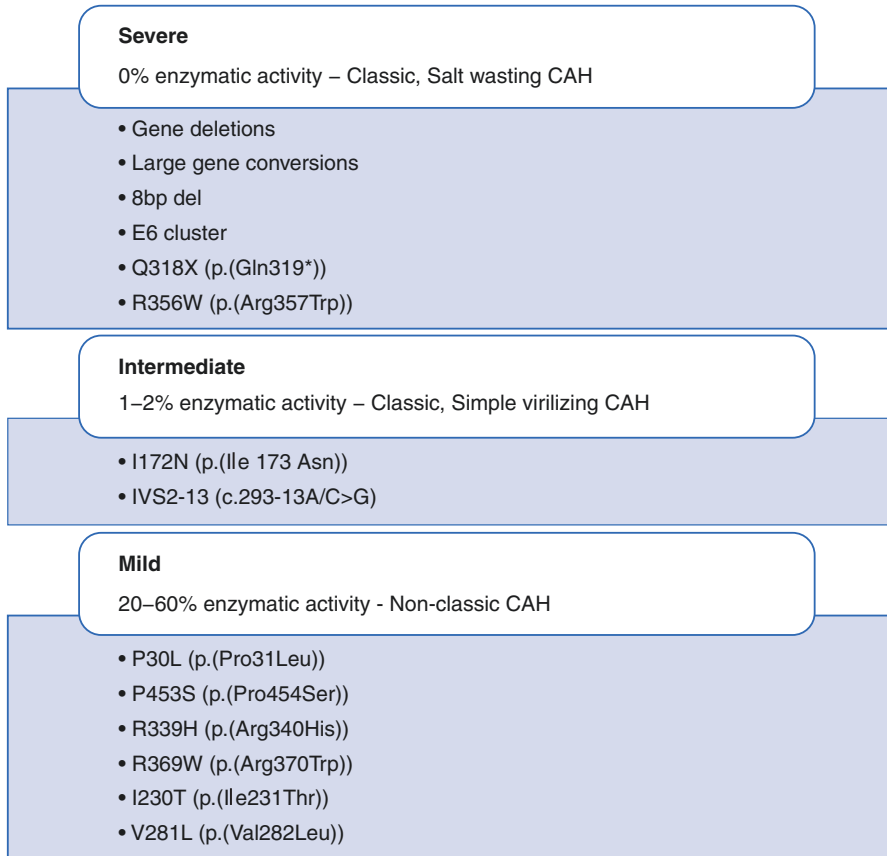 Severe
0% enzymatic activity – Classic, Salt wasting CAH
• Gene deletions
• Large gene conversions
• 8bp del
• E6 cluster
• Q318X (p.(Gln319*))
• R356W (p.(Arg357Trp))
Intermediate
1–2% enzymatic activity – Classic, Simple virilizing CAH
• I172N (p.(Ile 173 Asn))
• IVS2-13 (c.293-13A/C>G)
Mild
20–60% enzymatic activity - Non-classic CAH
• P30L (p.(Pro31Leu))
• P453S (p.(Pro454Ser))
• R339H (p.(Arg340His))
• R369W (p.(Arg370Trp))
• I230T (p.(Ile231Thr))
• V281L (p.(Val282Leu))